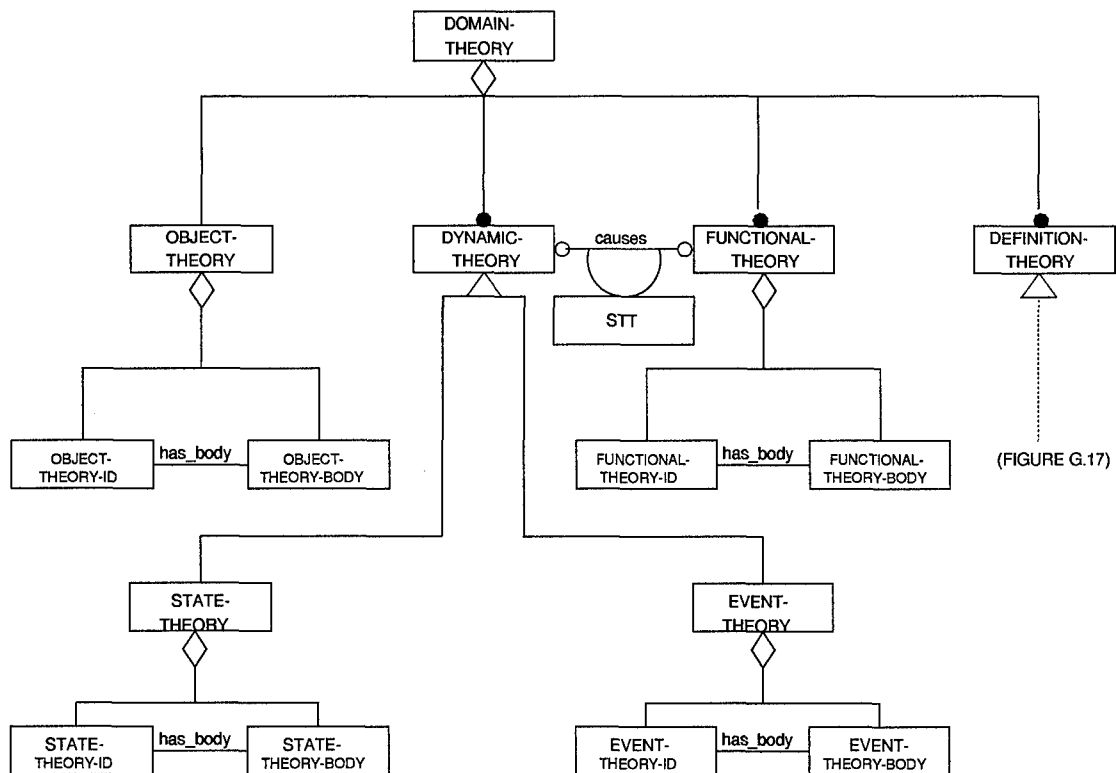 DOMAIN-
THEORY
OBJECT-
THEORY
DYNAMIC-
THEORY
causes
FUNCTIONAL-
THEORY
DEFINITION-
THEORY
STT
OBJECT-
THEORY-ID
has_body
OBJECT-
THEORY-BODY
FUNCTIONAL-
THEORY-ID
has_body
FUNCTIONAL-
THEORY-BODY
(FIGURE G.17)
STATE-
THEORY
EVENT-
THEORY
STATE-
THEORY-ID
has_body
STATE-
THEORY-BODY
EVENT-
THEORY-ID
has_body
EVENT-
THEORY-BODY